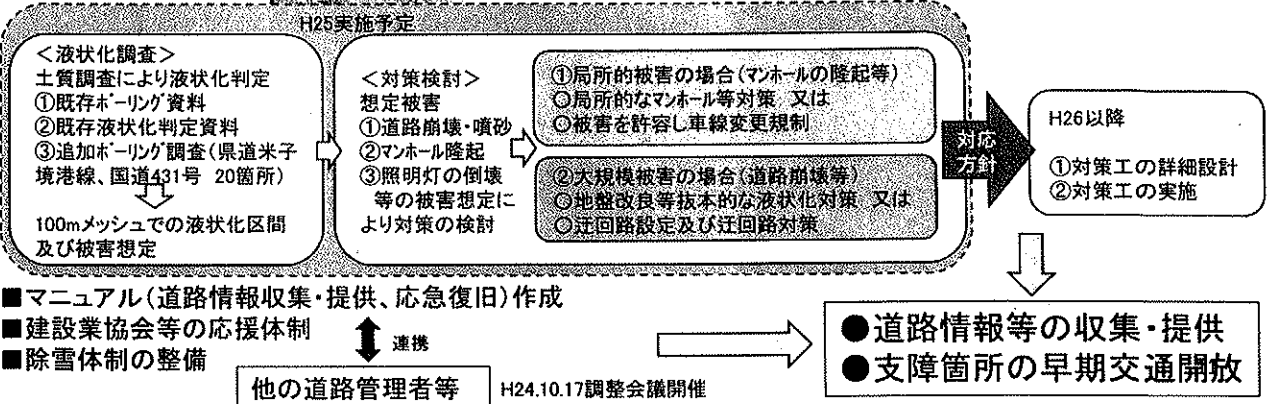 H25実施予定
<液状化調査>
土質調査により液状化判定
①既存ボーリング資料
②既存液状化判定資料
③追加ボーリング調査(県道米子
境港線、国道431号 20箇所)
100mメッシュでの液状化区間
及び被害想定
<対策検討>
想定被害
①道路崩壊・噴砂
②マンホール隆起
③照明灯の倒壊
等の被害想定に
より対策の検討
①局所的被害の場合(マンホールの隆起等)
○局所的なマンホール等対策 又は
○被害を許容し車線変更規制
②大規模被害の場合(道路崩壊等)
○地盤改良等抜本的な液状化対策 又は
○迂回路設定及び迂回路対策
対応
方針
H26以降
①対策工の詳細設計
②対策工の実施
■マニュアル(道路情報収集・提供、応急復旧)作成
■建設業協会等の応援体制
■除雪体制の整備
連携
他の道路管理者等
H24.10.17調整会議開催
●道路情報等の収集・提供
●支障箇所の早期交通開放